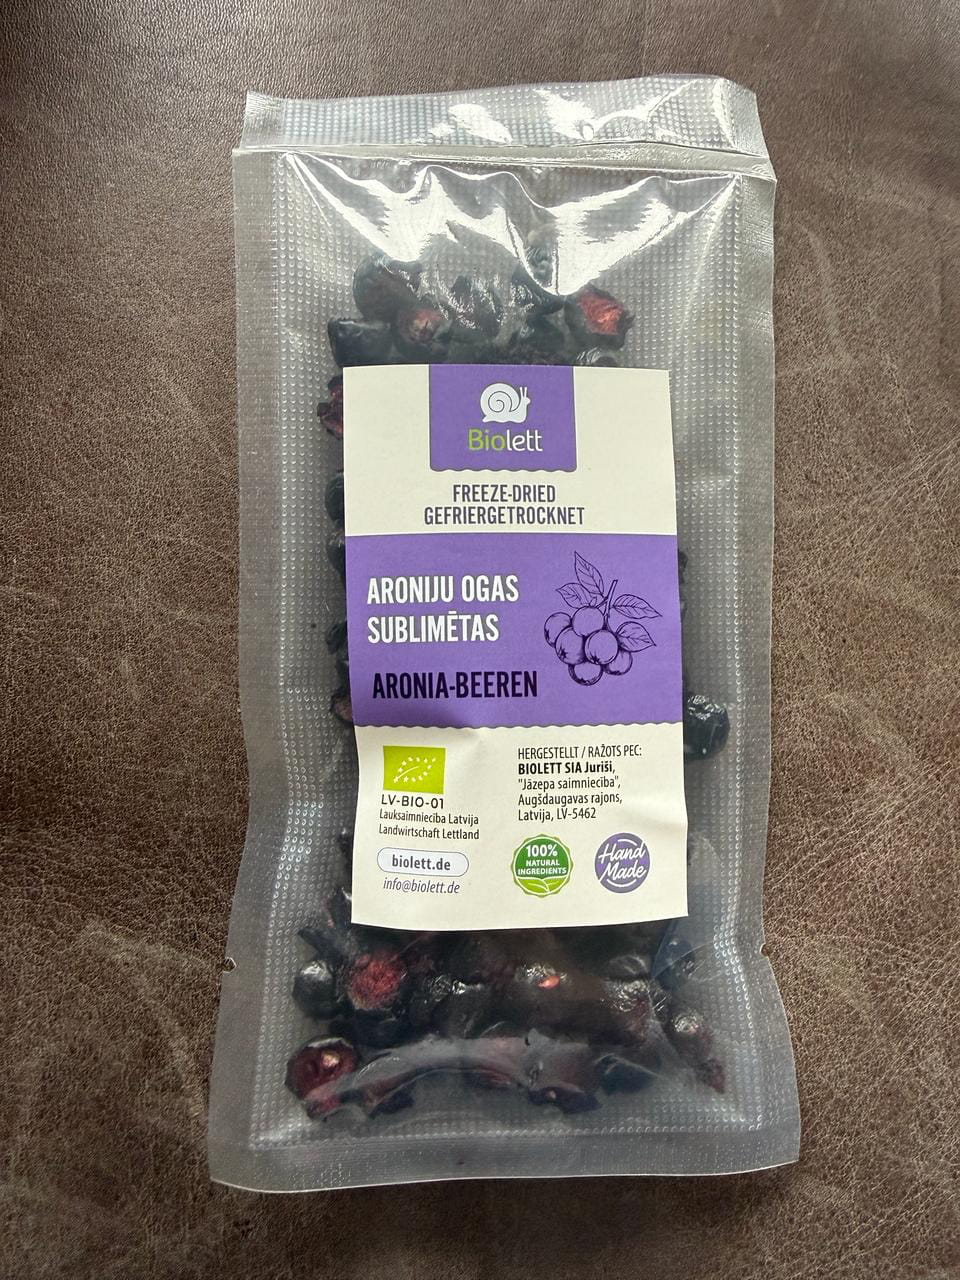 Biolett
FREEZE-DRIED
GEFRIERGETROCKNET
ARONIJU OGAS
SUBLIMĒTAS
ARONIA-BEEREN
LV-BIO-01
Lauksaimniecība Latvija
Landwirtschaft Lettland
biolett.de
info@biolett.de
HERGESTELLT / RAŽOTS PEC:
BIOLETT SIA Juriši,
"Jāzepa saimniecība",
Augšdaugavas rajons,
Latvija, LV-5462
100%
NATURAL
INGREDIENTS
Hand
Made